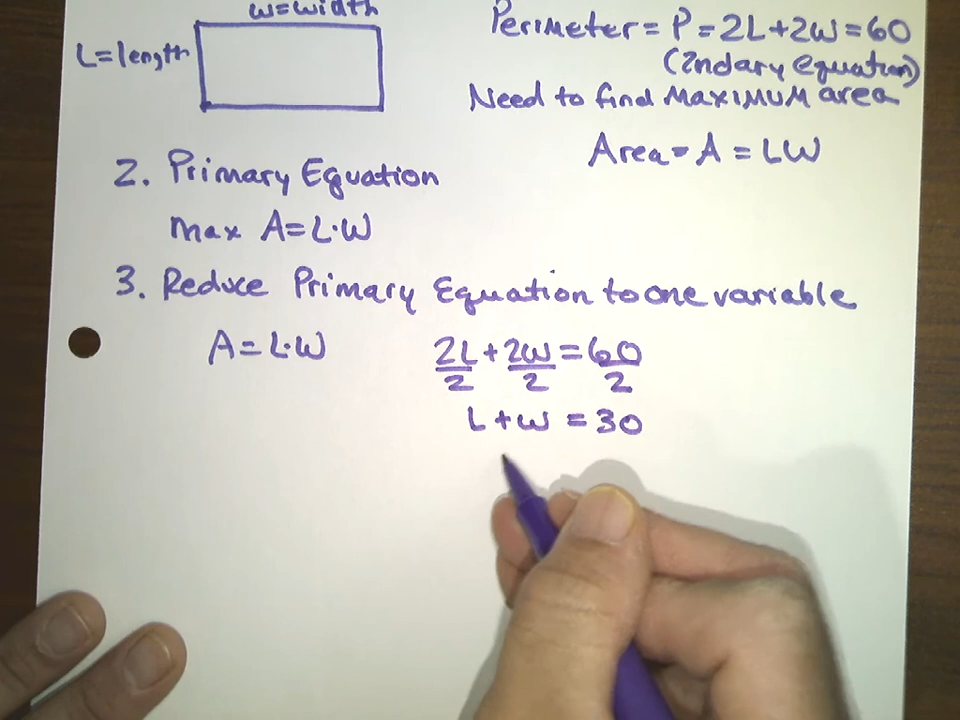 w=width
L=length
Perimeter = P = 2L+2W=60
(2ndary equation)
Need to find MAXIMUM area
Area = A = LW
2. Primary Equation
Max A=L·W
3. Reduce Primary Equation to one variable
A=L·W
2L/2 + 2W/2 = 60/2
L+W = 30